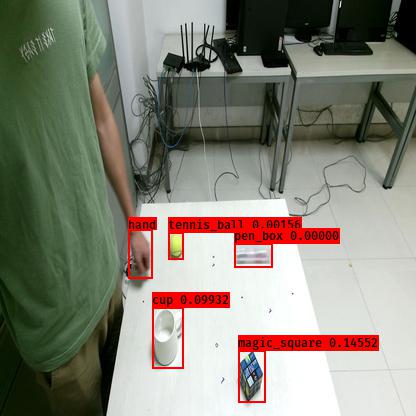 hand
tennis_ball 0.00156
pen_box 0.00000
cup 0.09932
magic_square 0.14552